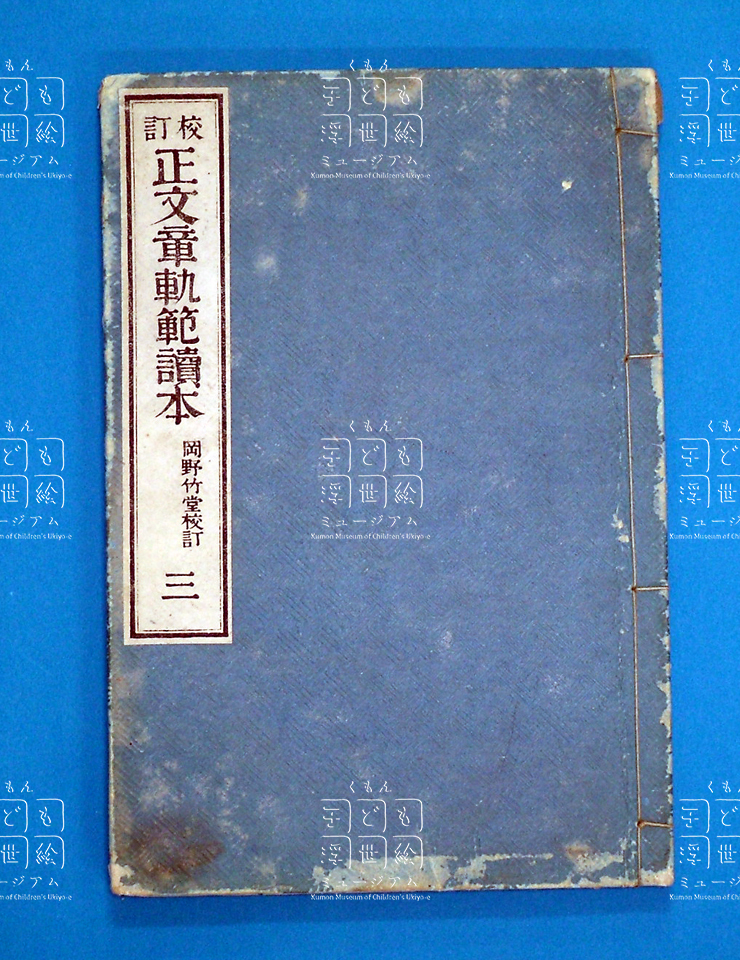 校訂
正文章軌範讀本
岡野竹堂校訂
三
くもん
子ども
浮世絵
ミュージアム
Kumon Museum of Children's Ukiyo-e